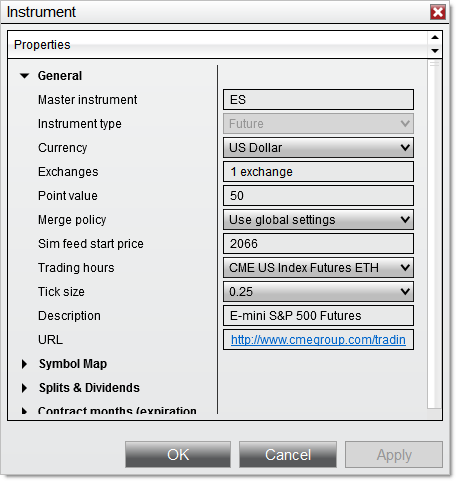 Instrument
Properties
General
Master instrument ES
Instrument type Future
Currency US Dollar
Exchanges 1 exchange
Point value 50
Merge policy Use global settings
Sim feed start price 2066
Trading hours CME US Index Futures ETH
Tick size 0.25
Description E-mini S&P 500 Futures
URL http://www.cmegroup.com/tradin
Symbol Map
Splits & Dividends
Contract months (expiration
OK Cancel Apply